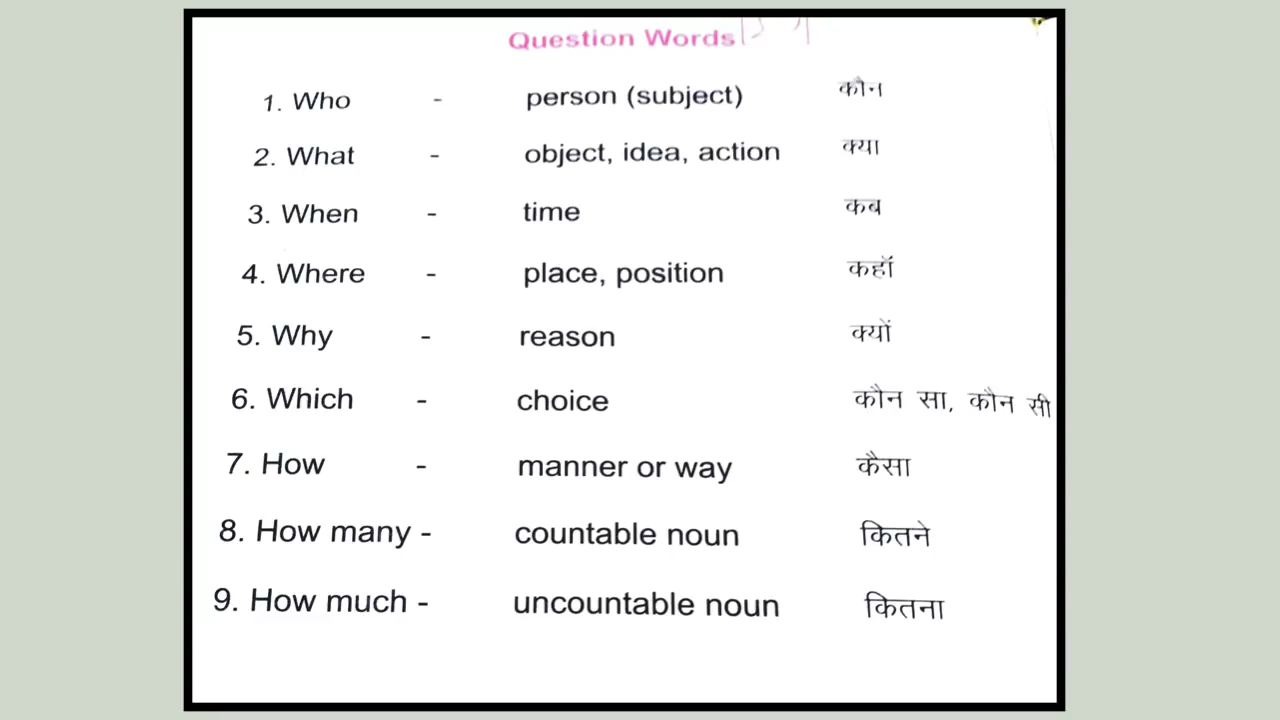 Question Words
1. Who - person (subject) कौन
2. What - object, idea, action क्या
3. When - time कब
4. Where - place, position कहॉ
5. Why - reason क्यों
6. Which - choice कौन सा, कौन सी
7. How - manner or way कैसा
8. How many - countable noun कितने
9. How much - uncountable noun कितना